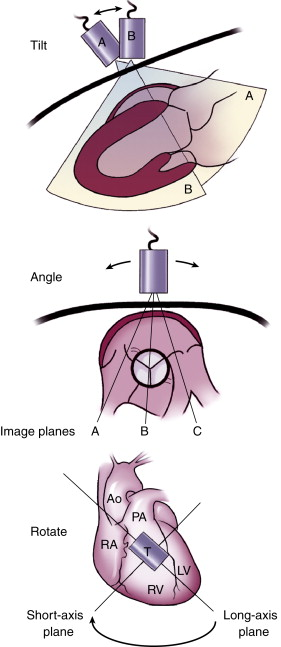 Tilt
A B
A
B
Angle
Image planes A B C
Rotate
Ao
PA
RA
T
LV
RV
Short-axis Long-axis
plane plane